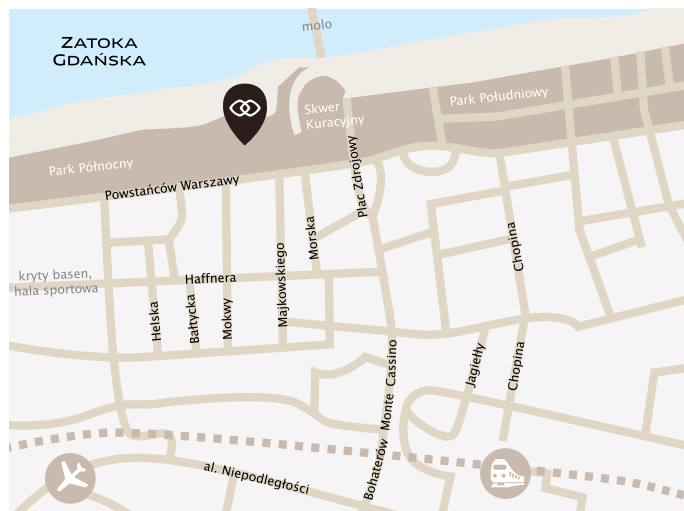 molo
ZATOKA
GDAŃSKA
Skwer
Kuracyjny
Park Południowy
Park Północny
Powstańców Warszawy
Plac Zdrojowy
Morska
Majkowskiego
Chopina
kryty basen,
hala sportowa
Haffnera
Helska
Bałtycka
Mokwy
Bohaterów Monte Cassino
Jagiełły
Chopina
al. Niepodległości